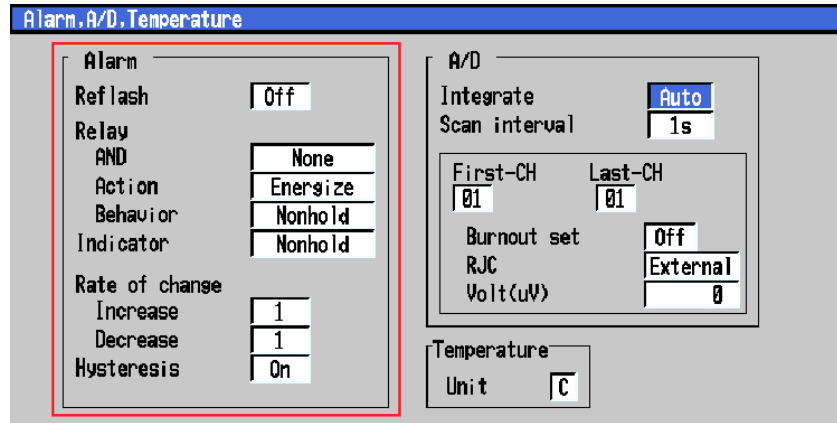 Alarm,A/D,Temperature
Alarm
Reflash Off
Relay
AND None
Action Energize
Behavior Nonhold
Indicator Nonhold
Rate of change
Increase 1
Decrease 1
Hysteresis On
A/D
Integrate Auto
Scan interval 1s
First-CH Last-CH
01 01
Burnout set Off
RJC External
Volt(uV) 0
Temperature
Unit C